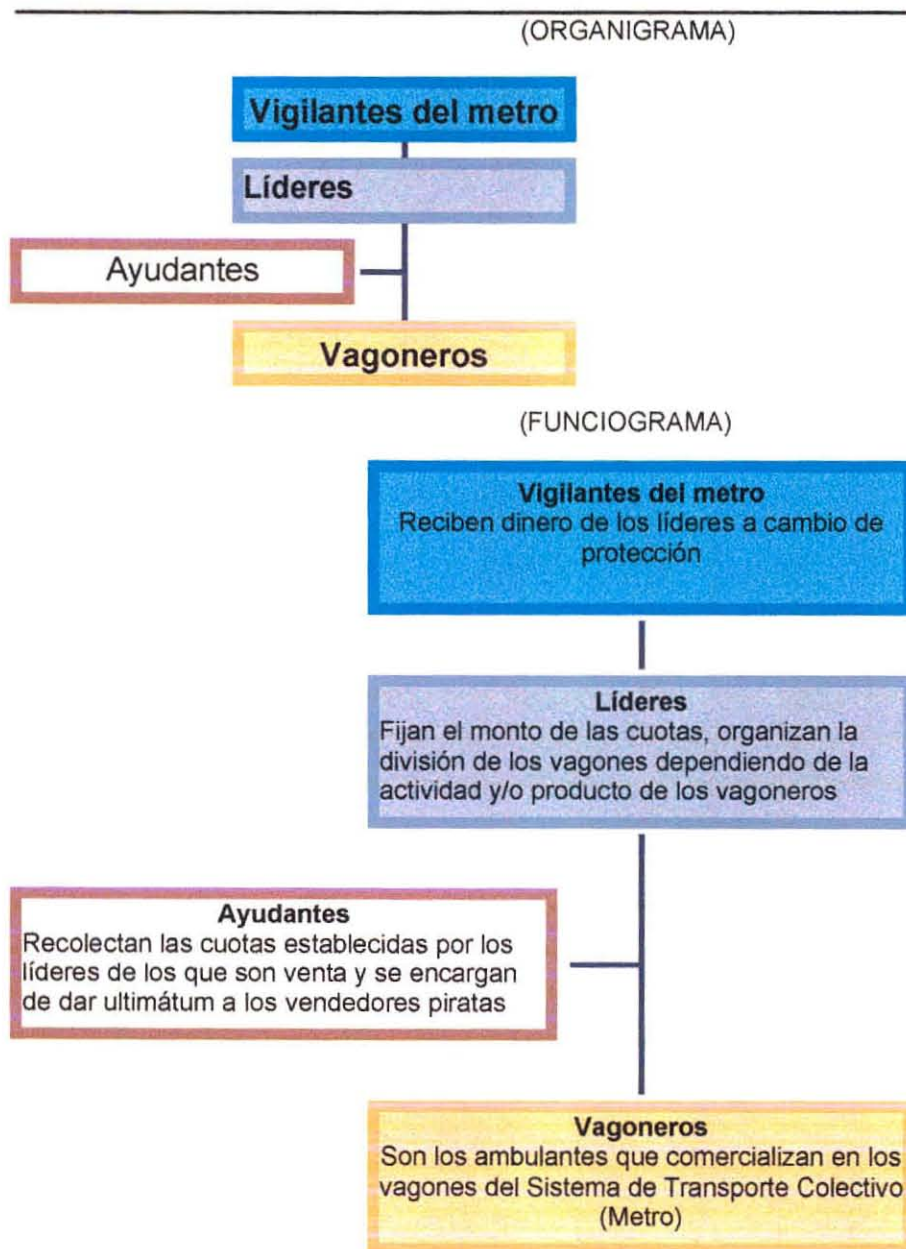 (ORGANIGRAMA)
Vigilantes del metro
Líderes
Ayudantes
Vagoneros
(FUNCIOGRAMA)
Vigilantes del metro
Reciben dinero de los líderes a cambio de
protección
Líderes
Fijan el monto de las cuotas, organizan la
división de los vagones dependiendo de la
actividad y/o producto de los vagoneros
Ayudantes
Recolectan las cuotas establecidas por los
líderes de los que son venta y se encargan
de dar ultimátum a los vendedores piratas
Vagoneros
Son los ambulantes que comercializan en los
vagones del Sistema de Transporte Colectivo
(Metro)